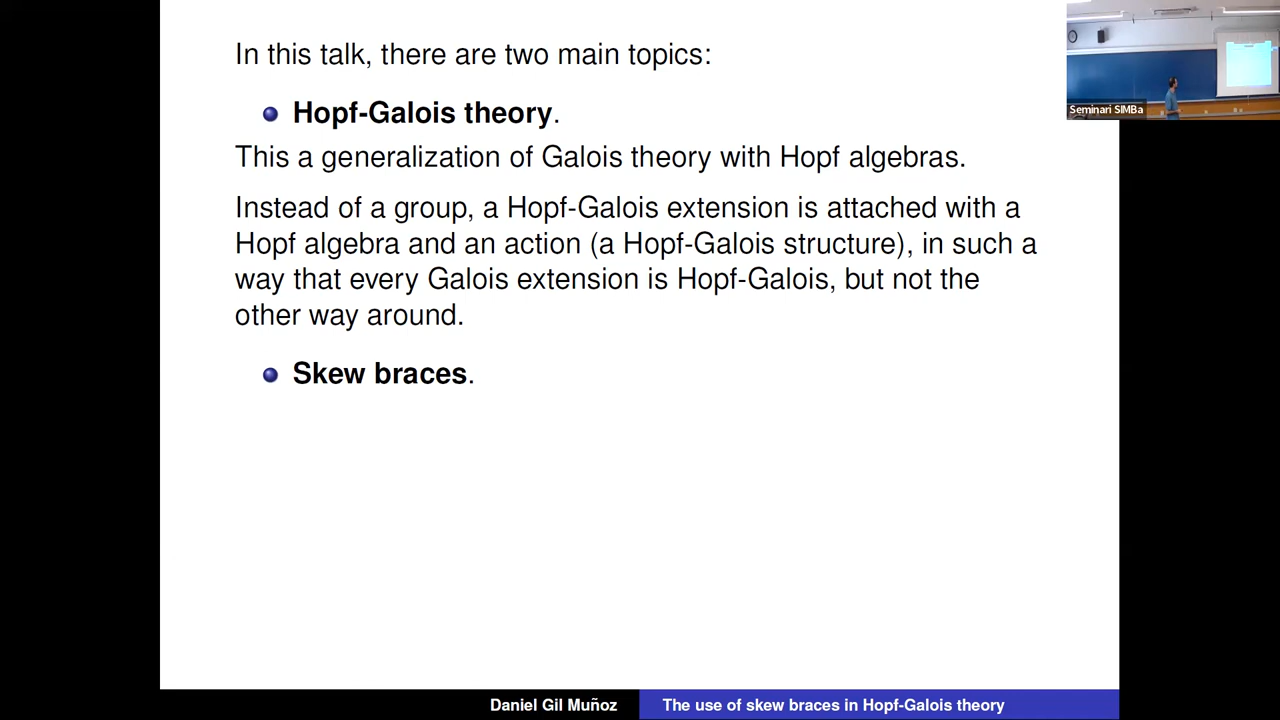 In this talk, there are two main topics:
Hopf-Galois theory.
This a generalization of Galois theory with Hopf algebras.
Instead of a group, a Hopf-Galois extension is attached with a
Hopf algebra and an action (a Hopf-Galois structure), in such a
way that every Galois extension is Hopf-Galois, but not the
other way around.
Skew braces.
Seminari SIMBa
Daniel Gil Muñoz
The use of skew braces in Hopf-Galois theory